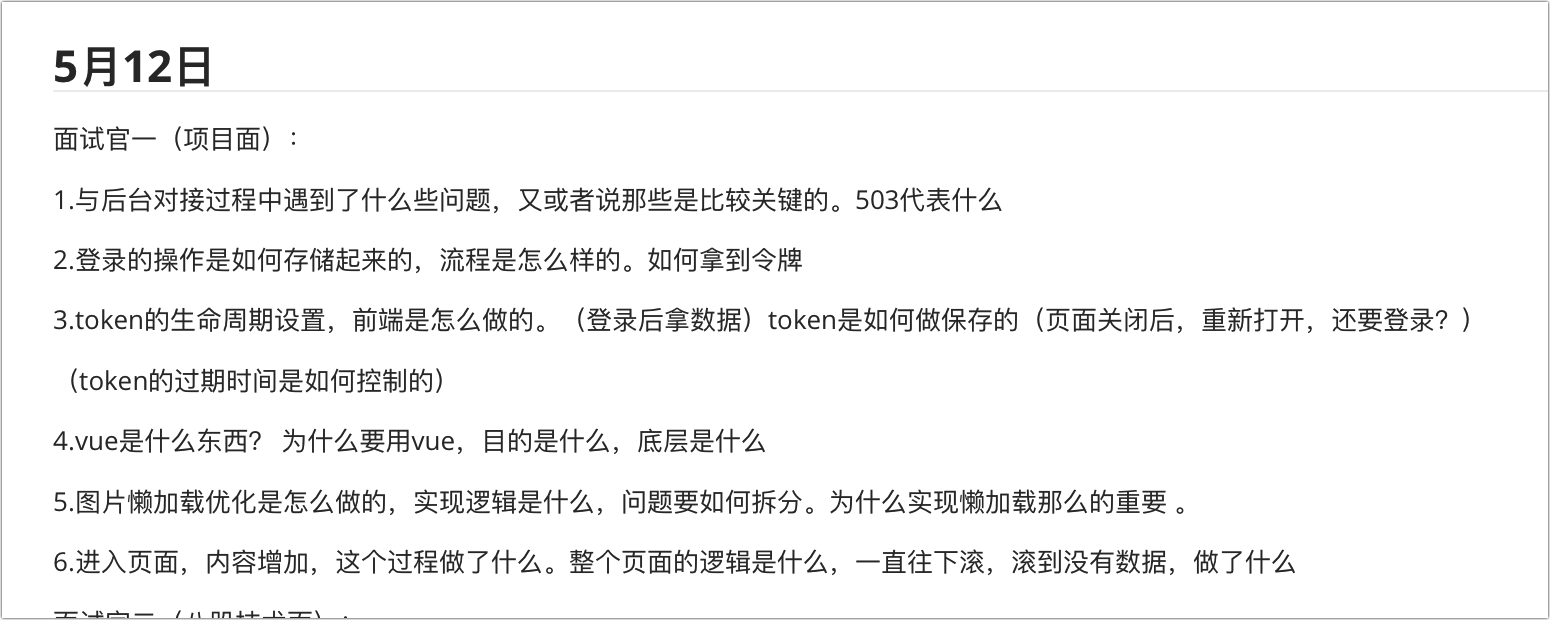 5月12日
面试官一（项目面）：
1.与后台对接过程中遇到了什么些问题，又或者说那些是比较关键的。503代表什么
2.登录的操作是如何存储起来的，流程是怎么样的。如何拿到令牌
3.token的生命周期设置，前端是怎么做的。（登录后拿数据）token是如何做保存的（页面关闭后，重新打开，还要登录？）
（token的过期时间是如何控制的）
4.vue是什么东西？ 为什么要用vue，目的是什么，底层是什么
5.图片懒加载优化是怎么做的，实现逻辑是什么，问题要如何拆分。为什么实现懒加载那么的重要 。
6.进入页面，内容增加，这个过程做了什么。整个页面的逻辑是什么，一直往下滚，滚到没有数据，做了什么